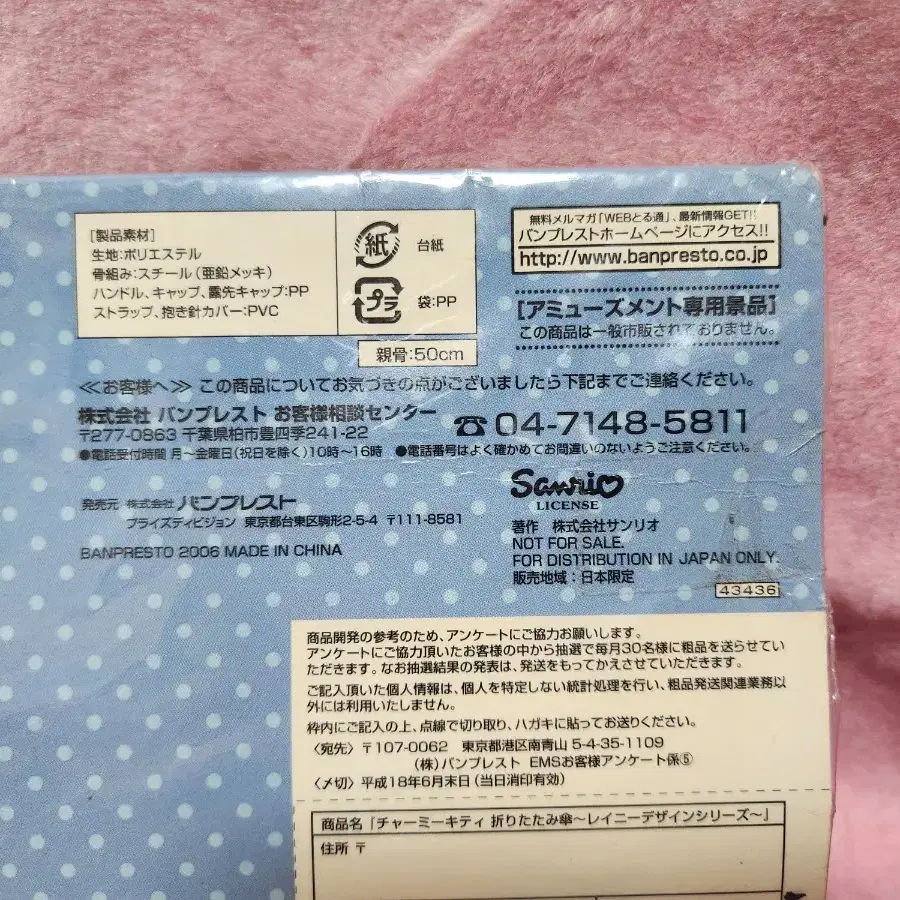 [製品素材]
生地:ポリエステル
骨組み:スチール(亜鉛メッキ)
ハンドル、キャップ、露先キャップ:PP
ストラップ、抱き針カバー:PVC
紙 台紙
プラ 袋:PP
親骨:50cm
無料メルマガ「WEBとる通」、最新情報GET!!
バンプレストホームページにアクセス!!
http://www.banpresto.co.jp
[アミューズメント専用景品]
この商品は一般市販されておりません。
≪お客様へ≫ この商品についてお気づきの点がございましたら下記までご連絡ください。
株式会社 バンプレスト お客様相談センター
〒277-0863 千葉県柏市豊四季241-22
☎04-7148-5811
●電話受付時間 月~金曜日(祝日を除く)10時~16時 ●電話番号はよく確かめてお間違いのないようご注意ください。
発売元 株式会社 バンプレスト
プライズディビジョン 東京都台東区駒形2-5-4 〒111-8581
BANPRESTO 2006 MADE IN CHINA
Sanrio
LICENSE
著作 株式会社サンリオ
NOT FOR SALE.
FOR DISTRIBUTION IN JAPAN ONLY.
販売地域:日本限定
43436
商品開発の参考のため、アンケートにご協力お願いします。
アンケートにご協力頂いたお客様の中から抽選で毎月30名様に粗品を送らせていただきます。なお抽選結果の発表は、発送をもってかえさせていただきます。
ご記入頂いた個人情報は、個人を特定しない統計処理を行い、粗品発送関連業務以外には利用いたしません。
枠内にご記入の上、点線で切り取り、ハガキに貼ってお送りください。
〈宛先〉〒107-0062 東京都港区南青山 5-4-35-1109
(株)バンプレスト EMSお客様アンケート係⑤
〈〆切〉平成18年6月末日(当日消印有効)
商品名「チャーミーキティ 折りたたみ傘~レイニーデザインシリーズ~」
住所 〒